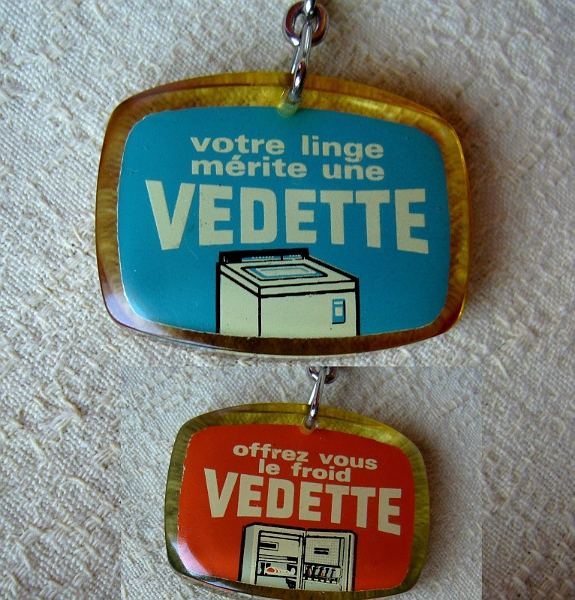 votre linge
mérite une
VEDETTE
offrez vous
le froid
VEDETTE